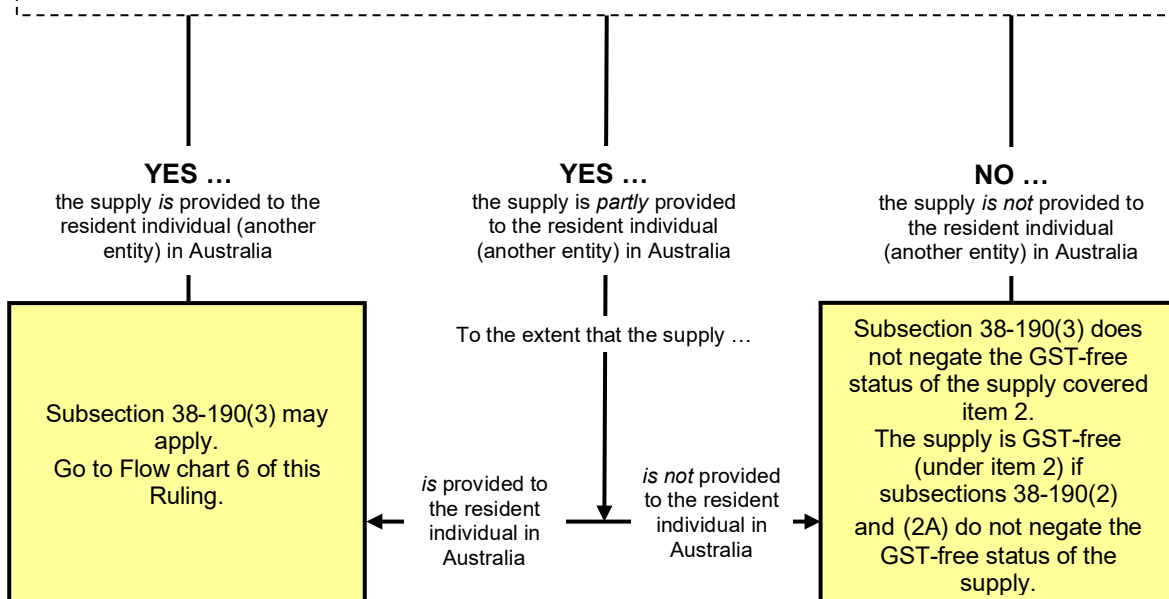 YES …
the supply is provided to the
resident individual (another
entity) in Australia
YES …
the supply is partly provided
to the resident individual
(another entity) in Australia
NO …
the supply is not provided to
the resident individual
(another entity) in Australia
To the extent that the supply …
Subsection 38-190(3) may
apply.
Go to Flow chart 6 of this
Ruling.
is provided to
the resident
individual in
Australia
is not provided
to the resident
individual in
Australia
Subsection 38-190(3) does
not negate the GST-free
status of the supply covered
item 2.
The supply is GST-free
(under item 2) if
subsections 38-190(2)
and (2A) do not negate the
GST-free status of the
supply.